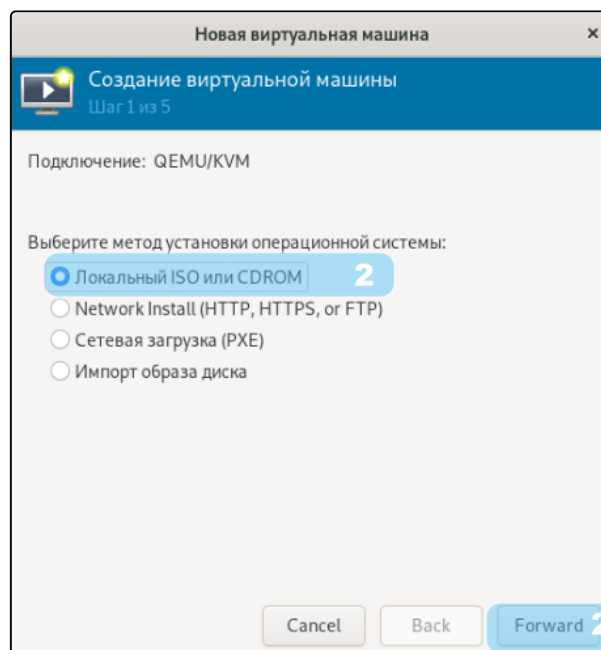 Новая виртуальная машина ×
Создание виртуальной машины
Шаг 1 из 5
Подключение: QEMU/KVM
Выберите метод установки операционной системы:
Локальный ISO или CDROM 2
Network Install (HTTP, HTTPS, or FTP)
Сетевая загрузка (PXE)
Импорт образа диска
Cancel Back Forward